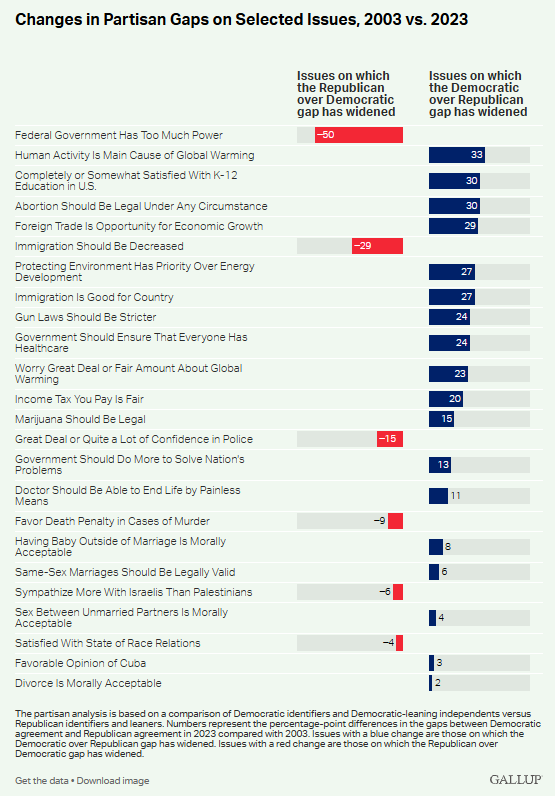 Changes in Partisan Gaps on Selected Issues, 2003 vs. 2023
Issues on which
the Republican
over Democratic
gap has widened
Issues on which
the Democratic
over Republican
gap has widened
Federal Government Has Too Much Power −50
Human Activity Is Main Cause of Global Warming 33
Completely or Somewhat Satisfied With K-12
Education in U.S. 30
Abortion Should Be Legal Under Any Circumstance 30
Foreign Trade Is Opportunity for Economic Growth 29
Immigration Should Be Decreased −29
Protecting Environment Has Priority Over Energy
Development 27
Immigration Is Good for Country 27
Gun Laws Should Be Stricter 24
Government Should Ensure That Everyone Has
Healthcare 24
Worry Great Deal or Fair Amount About Global
Warming 23
Income Tax You Pay Is Fair 20
Marijuana Should Be Legal 15
Great Deal or Quite a Lot of Confidence in Police −15
Government Should Do More to Solve Nation's
Problems 13
Doctor Should Be Able to End Life by Painless
Means 11
Favor Death Penalty in Cases of Murder −9
Having Baby Outside of Marriage Is Morally
Acceptable 8
Same-Sex Marriages Should Be Legally Valid 6
Sympathize More With Israelis Than Palestinians −6
Sex Between Unmarried Partners Is Morally
Acceptable 4
Satisfied With State of Race Relations −4
Favorable Opinion of Cuba 3
Divorce Is Morally Acceptable 2
The partisan analysis is based on a comparison of Democratic identifiers and Democratic-leaning independents versus
Republican identifiers and leaners. Numbers represent the percentage-point differences in the gaps between Democratic
agreement and Republican agreement in 2023 compared with 2003. Issues with a blue change are those on which the
Democratic over Republican gap has widened. Issues with a red change are those on which the Republican over
Democratic gap has widened.
Get the data • Download image
GALLUP